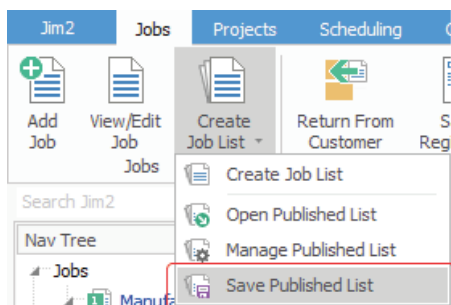 Jim2 Jobs Projects Scheduling
Add Job
View/Edit Job
Create Job List
Return From Customer
Jobs
Search Jim2
Create Job List
Open Published List
Nav Tree
Manage Published List
Jobs
Save Published List
1